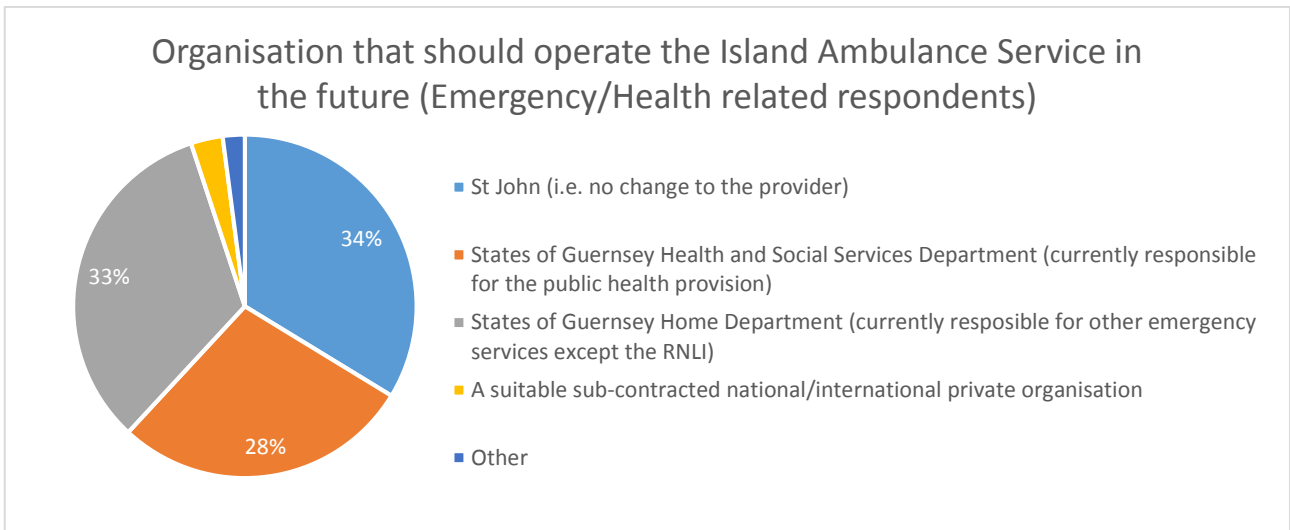 Organisation that should operate the Island Ambulance Service in
the future (Emergency/Health related respondents)
34%
28%
33%
St John (i.e. no change to the provider)
States of Guernsey Health and Social Services Department (currently responsible
for the public health provision)
States of Guernsey Home Department (currently resposible for other emergency
services except the RNLI)
A suitable sub-contracted national/international private organisation
Other